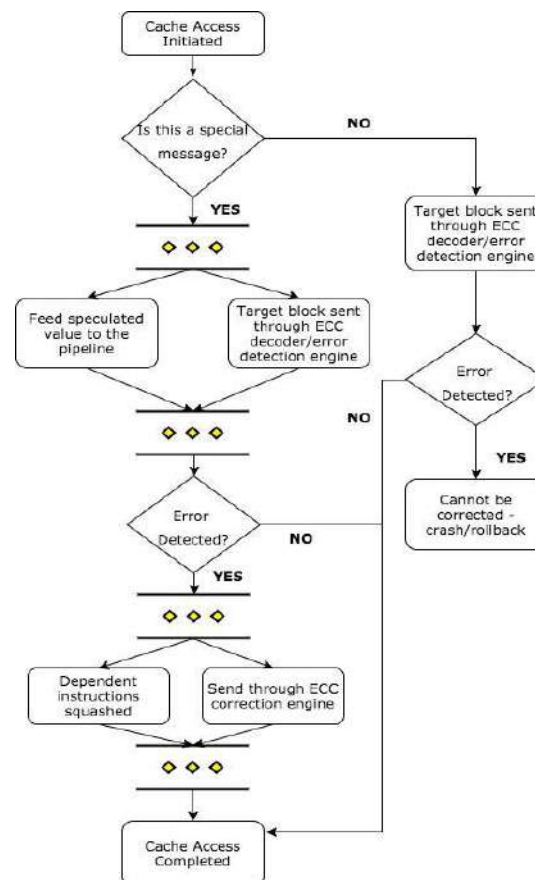 Cache Access
Initiated
Is this a special
message?
NO
YES
Target block sent
through ECC
decoder/error
detection engine
Feed speculated
value to the
pipeline
Target block sent
through ECC
decoder/error
detection engine
Error
Detected?
NO
YES
Cannot be
corrected -
crash/rollback
Error
Detected?
NO
YES
Dependent
instructions
squashed
Send through ECC
correction engine
Cache Access
Completed